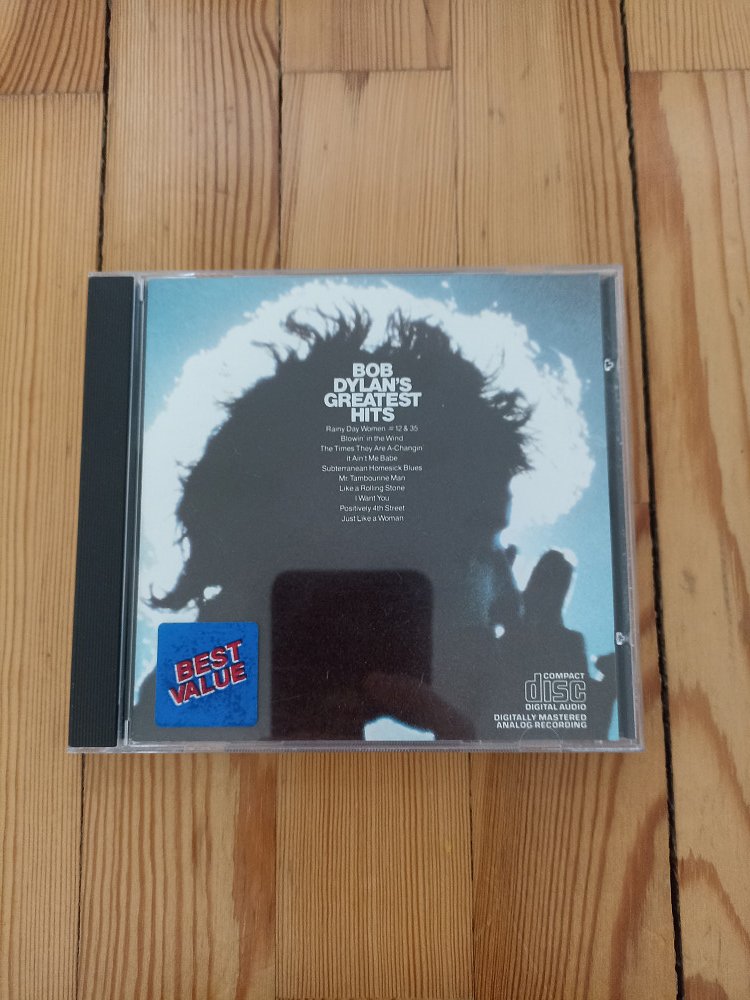 BOB
DYLAN'S
GREATEST
HITS
Rainy Day Women #12 & 35
Blowin' in the Wind
The Times They Are A-Changin'
It Ain't Me Babe
Subterranean Homesick Blues
Mr. Tambourine Man
Like a Rolling Stone
I Want You
Positively 4th Street
Just Like a Woman
BEST
VALUE
COMPACT
disc
DIGITAL AUDIO
DIGITALLY MASTERED
ANALOG RECORDING